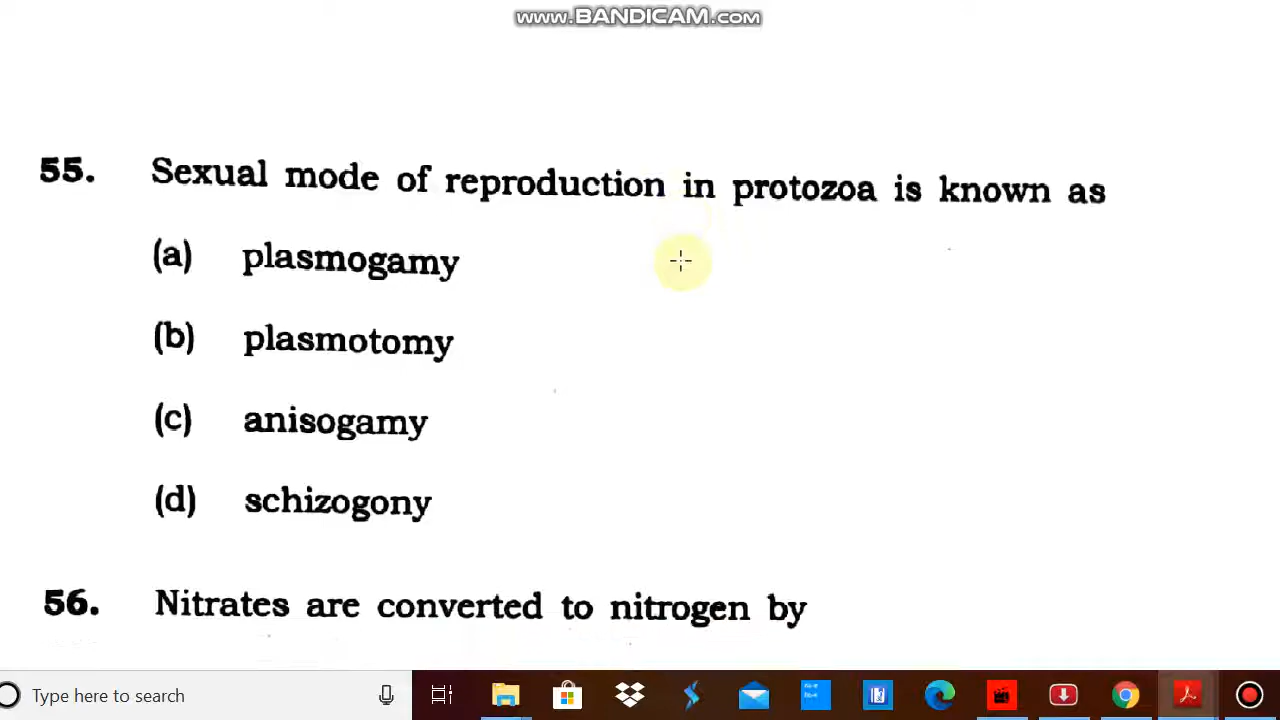 www.BANDICAM.com
55. Sexual mode of reproduction in protozoa is known as
(a) plasmogamy
(b) plasmotomy
(c) anisogamy
(d) schizogony
56. Nitrates are converted to nitrogen by
Type here to search